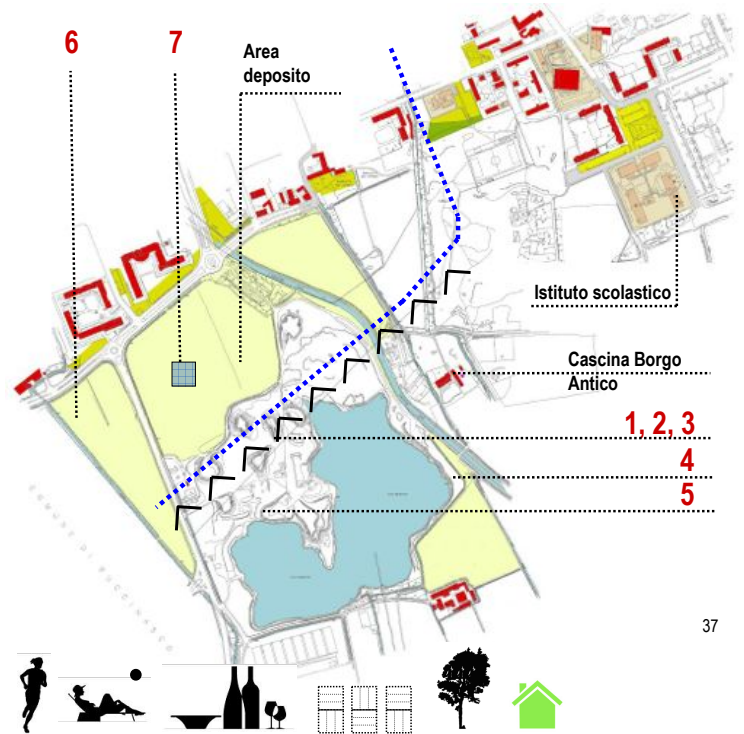 6
7
Area
deposito
Istituto scolastico
Cascina Borgo
Antico
1, 2, 3
4
5
37